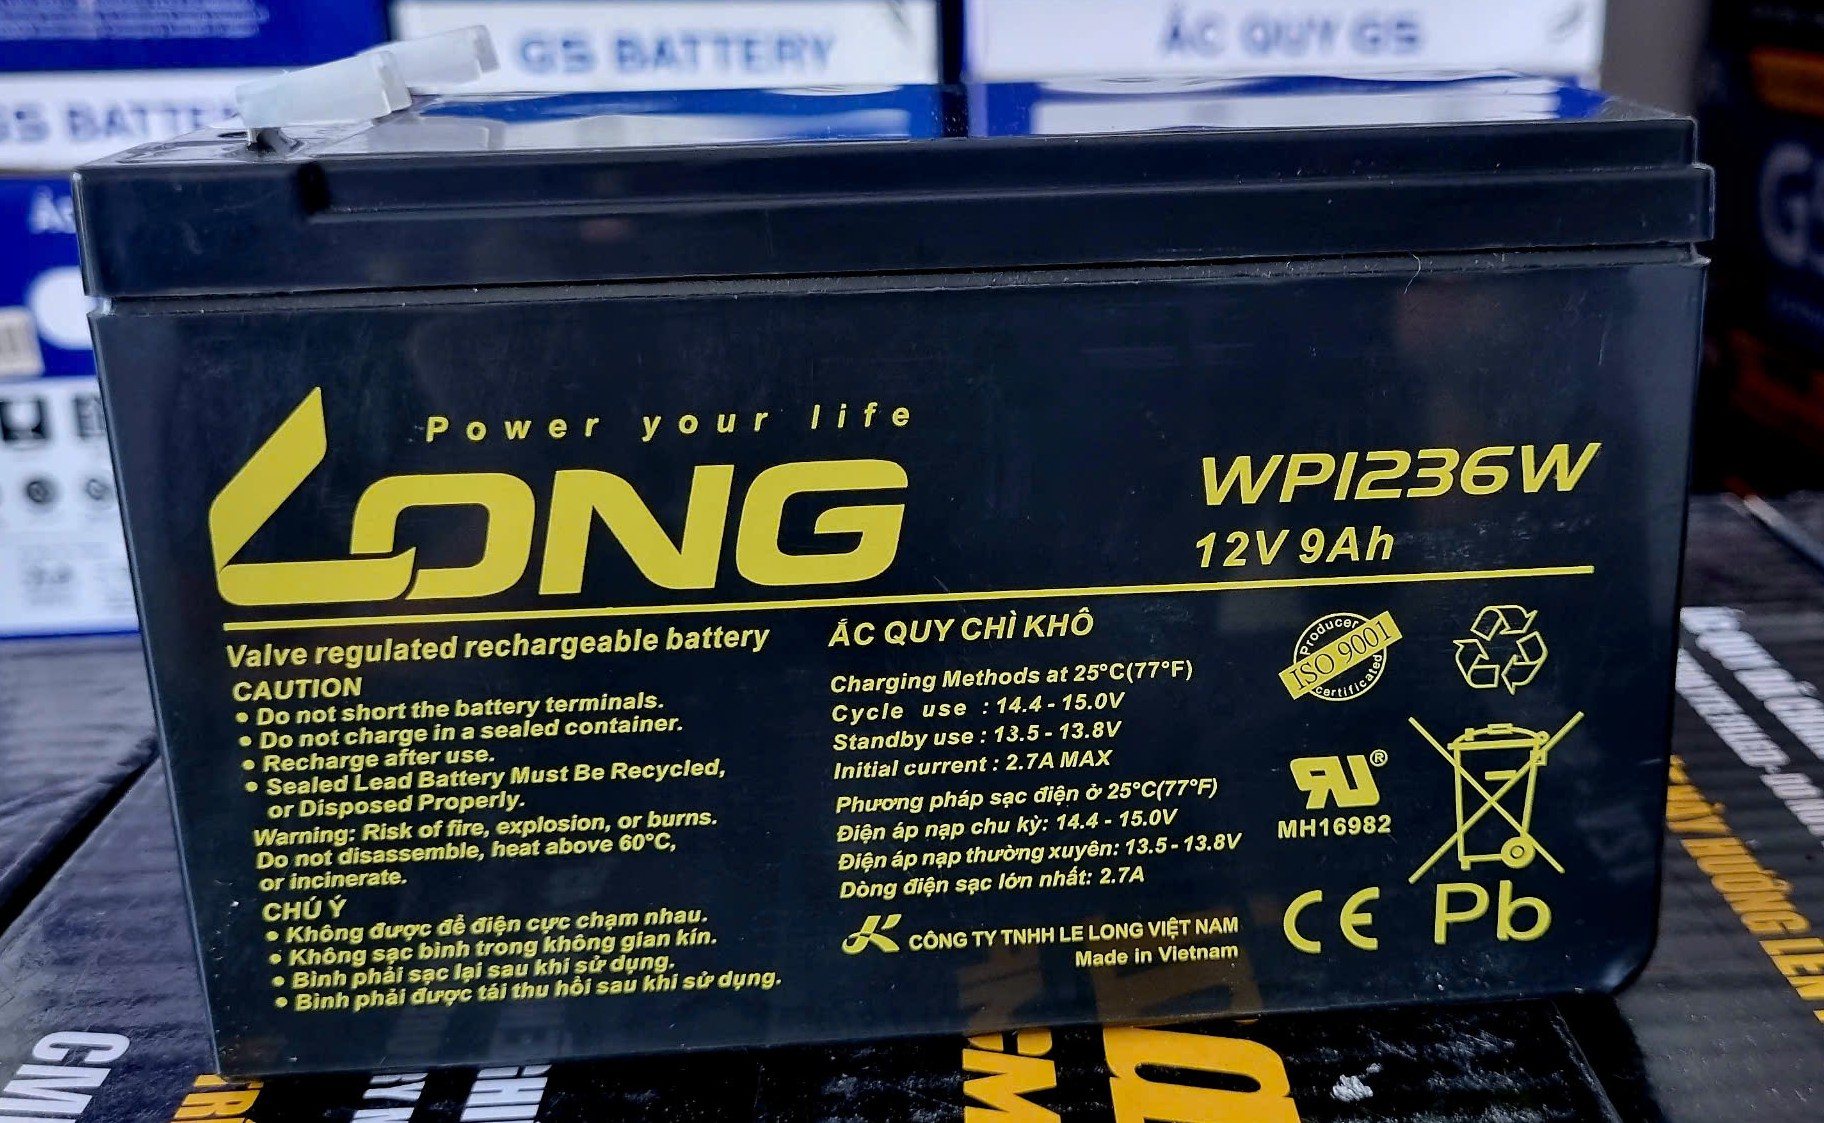 GS BATTERY
ẮC QUY GS
GS BATTE
Power your life
LONG
WP1236W
12V 9Ah
Valve regulated rechargeable battery
CAUTION
• Do not short the battery terminals.
• Do not charge in a sealed container.
• Recharge after use.
• Sealed Lead Battery Must Be Recycled,
or Disposed Properly.
Warning: Risk of fire, explosion, or burns.
Do not disassemble, heat above 60°C,
or incinerate.
CHÚ Ý
• Không được để điện cực chạm nhau.
• Không sạc bình trong không gian kín.
• Bình phải sạc lại sau khi sử dụng.
• Bình phải được tái thu hồi sau khi sử dụng.
ẮC QUY CHÌ KHÔ
Charging Methods at 25°C(77°F)
Cycle use : 14.4 - 15.0V
Standby use : 13.5 - 13.8V
Initial current : 2.7A MAX
Phương pháp sạc điện ở 25°C(77°F)
Điện áp nạp chu kỳ: 14.4 - 15.0V
Điện áp nạp thường xuyên: 13.5 - 13.8V
Dòng điện sạc lớn nhất: 2.7A
CÔNG TY TNHH LE LONG VIỆT NAM
Made in Vietnam
Producer
ISO 9001
certificated
RU®
MH16982
CE
Pb